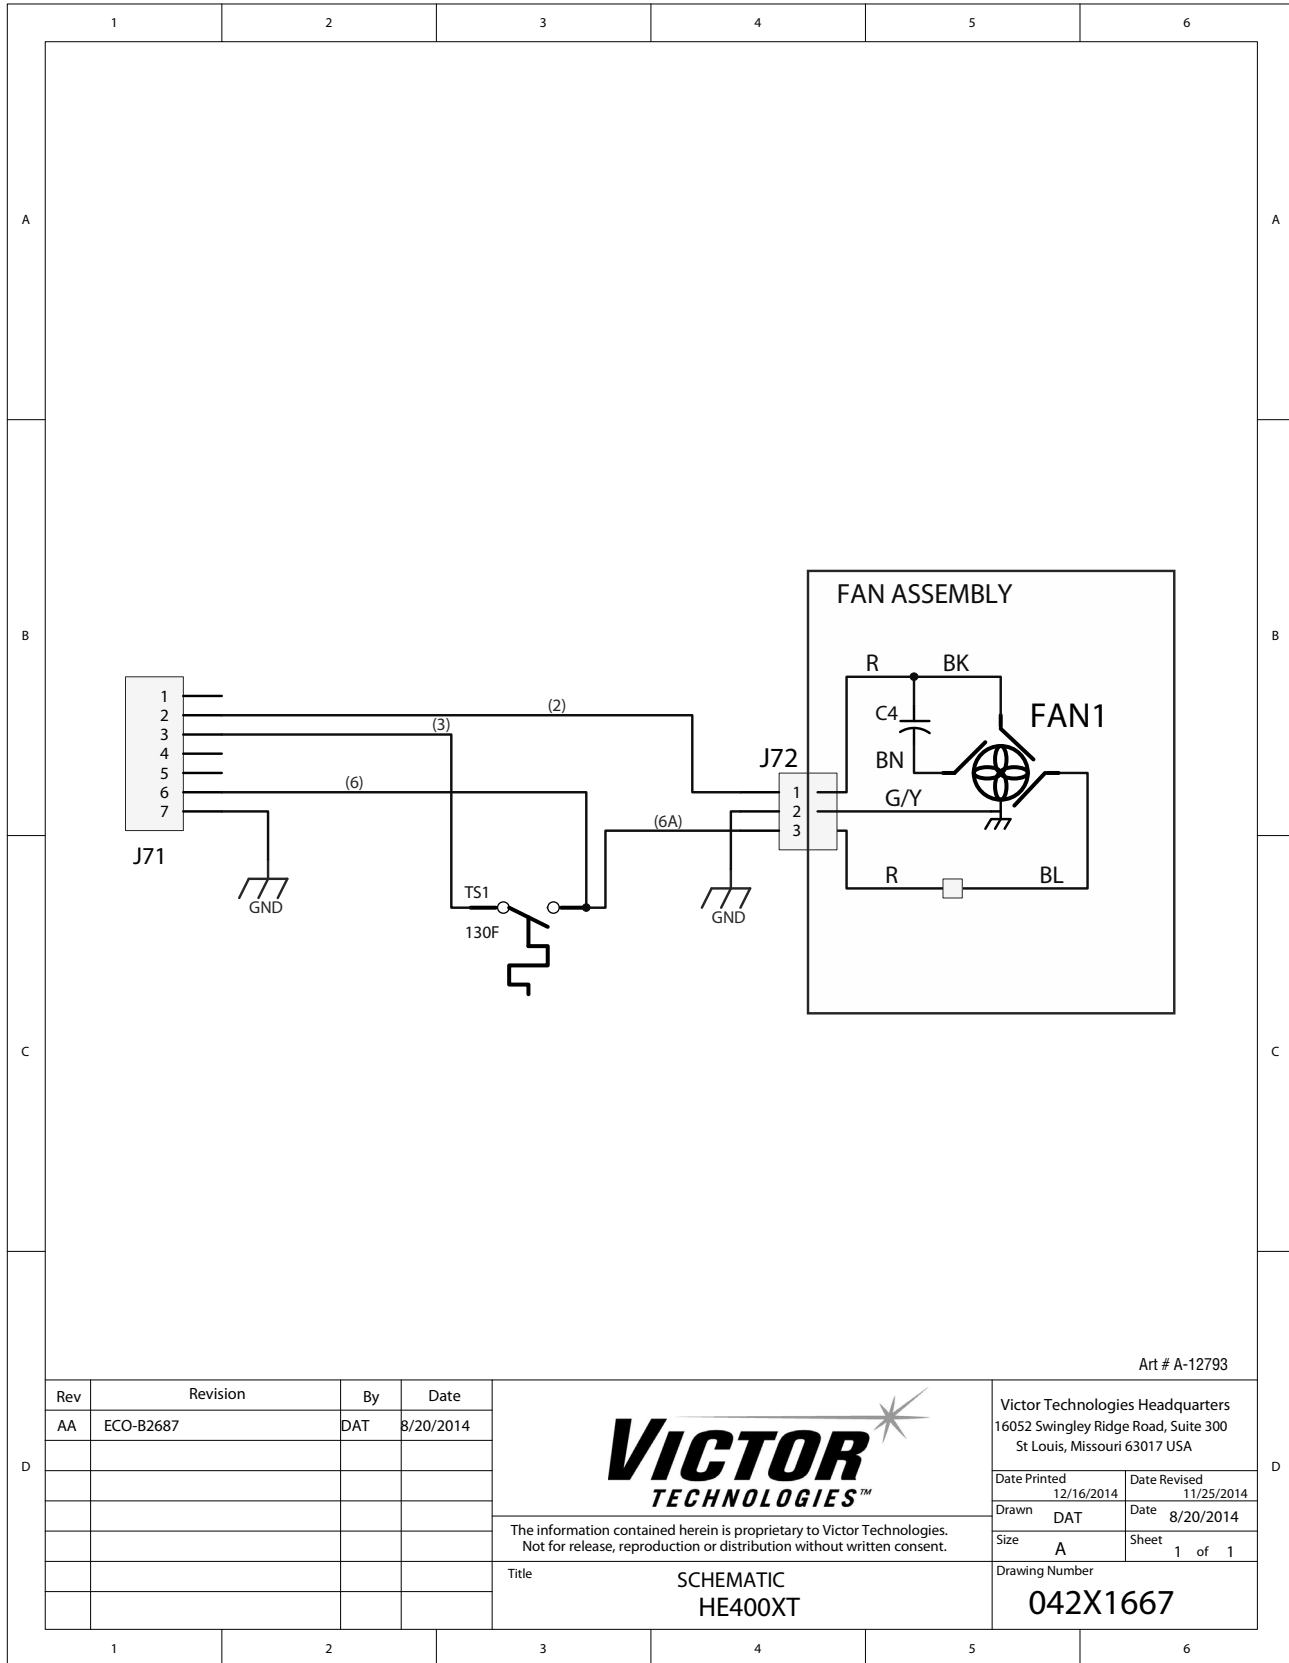 1 2 3 4 5 6
A A
B B
C C
D D
FAN ASSEMBLY
R BK
C4
FAN1
BN
G/Y
R BL
J72
1
2
3
1
2
3
4
5
6
7
J71
(2)
(3)
(6)
(6A)
GND
TS1
130F
GND
Art # A-12793
Rev Revision By Date
AA ECO-B2687 DAT 8/20/2014
VICTOR
TECHNOLOGIES™
The information contained herein is proprietary to Victor Technologies.
Not for release, reproduction or distribution without written consent.
Title
SCHEMATIC
HE400XT
Victor Technologies Headquarters
16052 Swingley Ridge Road, Suite 300
St Louis, Missouri 63017 USA
Date Printed
12/16/2014
Date Revised
11/25/2014
Drawn DAT
Date 8/20/2014
Size A
Sheet 1 of 1
Drawing Number
042X1667
1 2 3 4 5 6